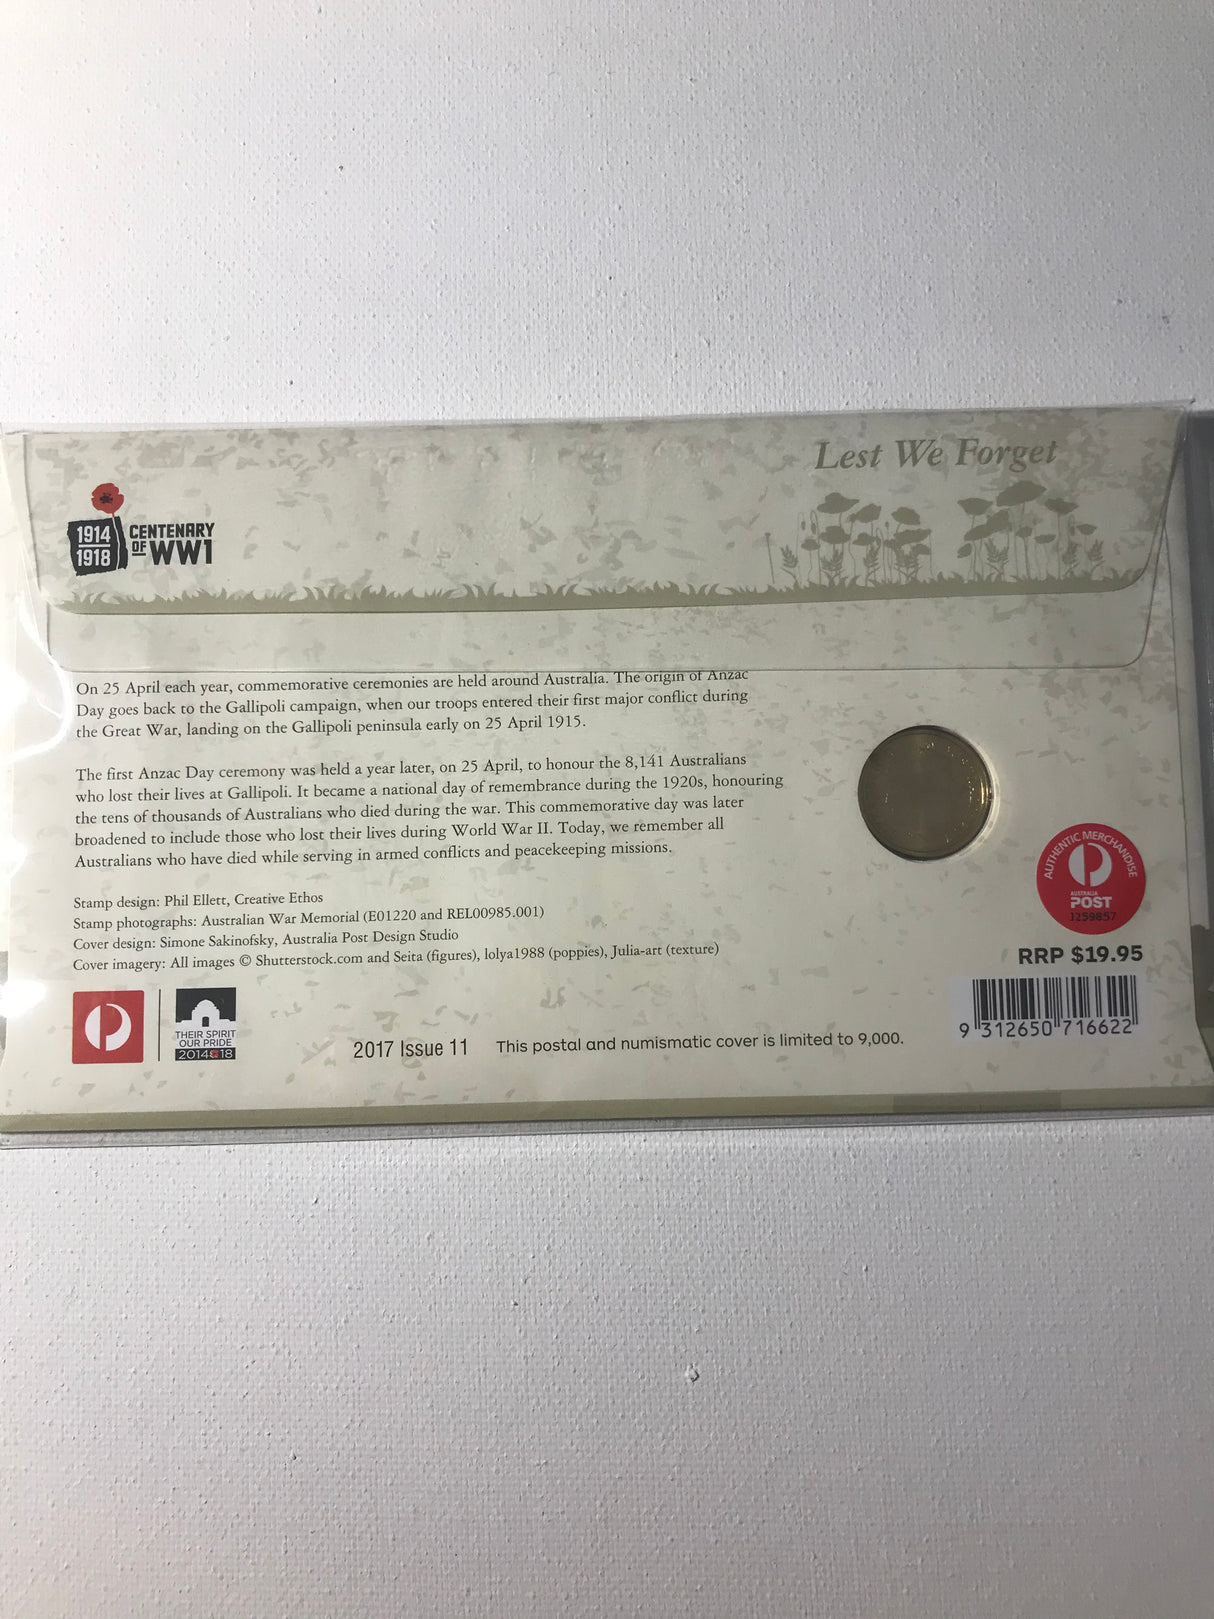 Lest We Forget
1914
1918
CENTENARY
OF WW1
On 25 April each year, commemorative ceremonies are held around Australia. The origin of Anzac
Day goes back to the Gallipoli campaign, when our troops entered their first major conflict during
the Great War, landing on the Gallipoli peninsula early on 25 April 1915.
The first Anzac Day ceremony was held a year later, on 25 April, to honour the 8,141 Australians
who lost their lives at Gallipoli. It became a national day of remembrance during the 1920s, honouring
the tens of thousands of Australians who died during the war. This commemorative day was later
broadened to include those who lost their lives during World War II. Today, we remember all
Australians who have died while serving in armed conflicts and peacekeeping missions.
Stamp design: Phil Ellett, Creative Ethos
Stamp photographs: Australian War Memorial (E01220 and REL00985.001)
Cover design: Simone Sakinofsky, Australia Post Design Studio
Cover imagery: All images © Shutterstock.com and Seita (figures), lolya1988 (poppies), Julia-art (texture)
AUTHENTIC MERCHANDISE
AUSTRALIA
POST
1259857
RRP $19.95
9 312650 716622
THEIR SPIRIT
OUR PRIDE
2014 18
2017 Issue 11
This postal and numismatic cover is limited to 9,000.